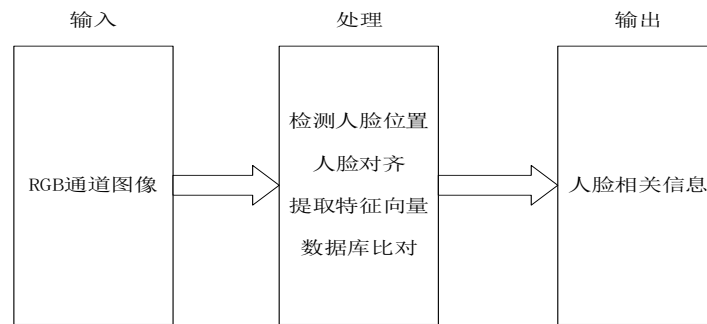 输入
处理
输出
RGB通道图像
检测人脸位置
人脸对齐
提取特征向量
数据库比对
人脸相关信息